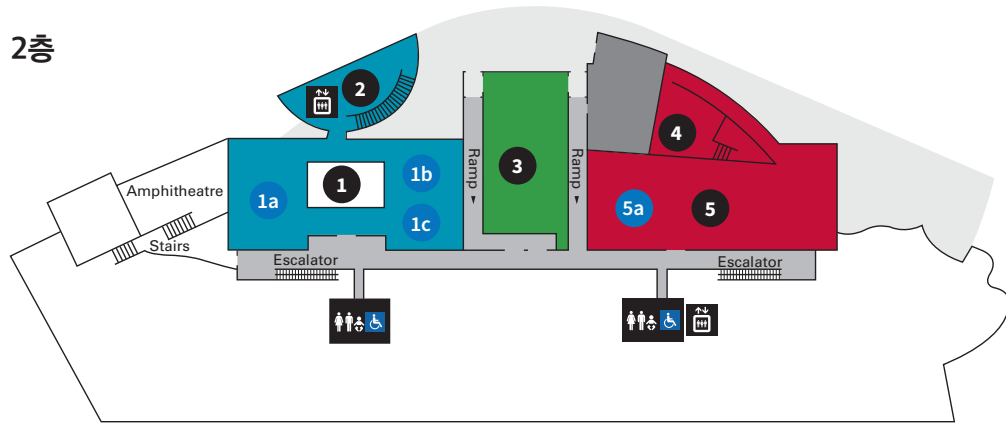 2층
2
4
Ramp
3
Ramp
1
1b
1a
5a
5
1c
Amphitheatre
Stairs
Escalator
Escalator